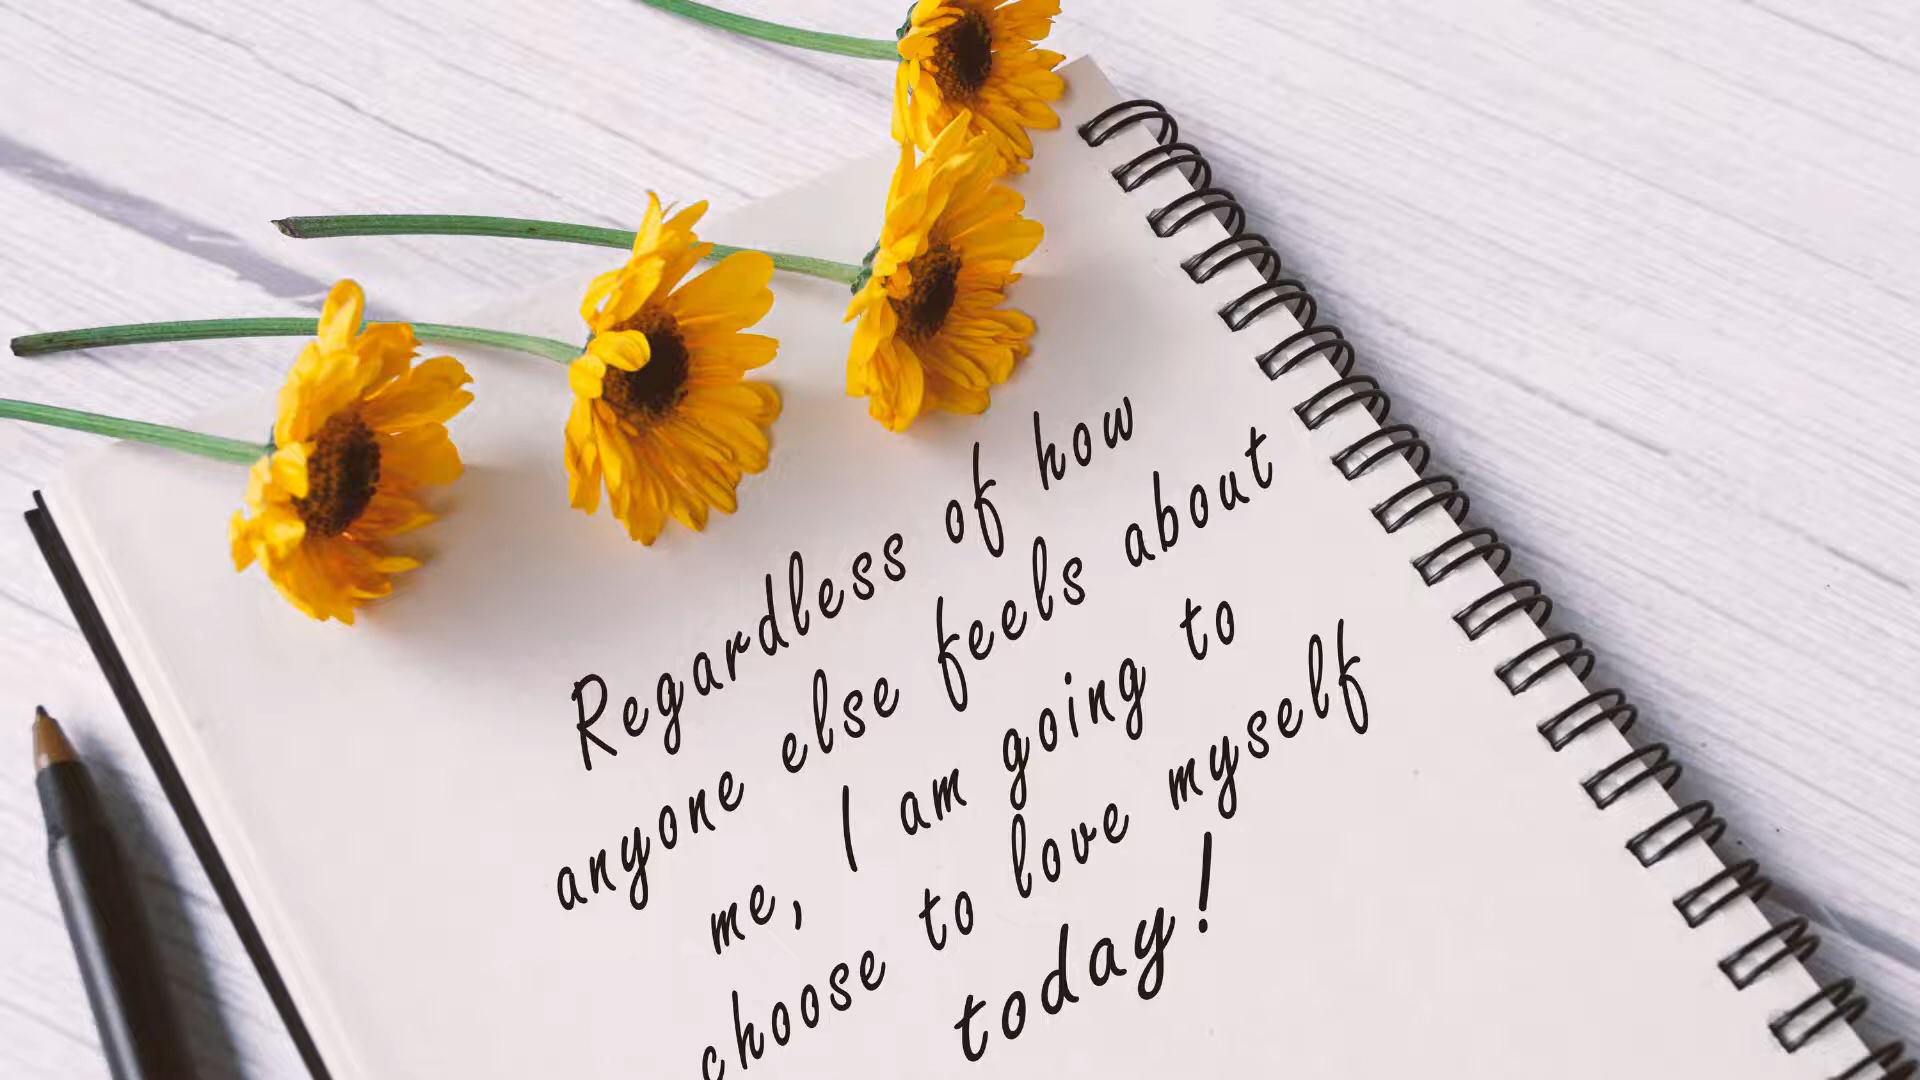 Regardless of how
anyone else feels about
me, I am going to
choose to love myself
today!